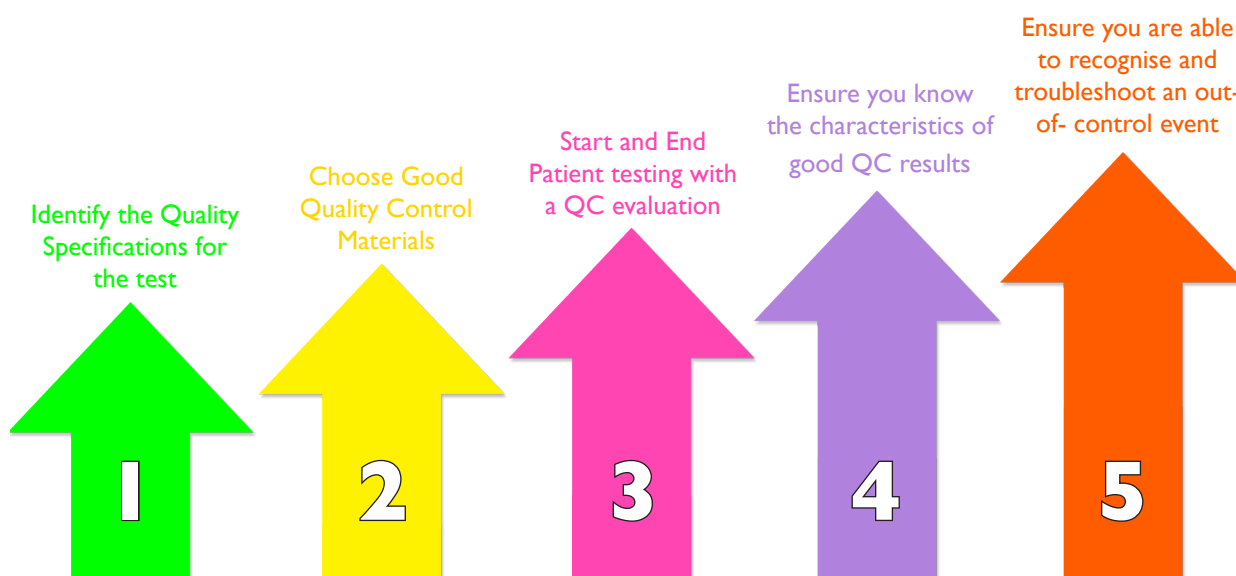 Identify the Quality
Specifications for
the test
1
Choose Good
Quality Control
Materials
2
Start and End
Patient testing with
a QC evaluation
3
Ensure you know
the characteristics of
good QC results
4
Ensure you are able
to recognise and
troubleshoot an out-
of- control event
5